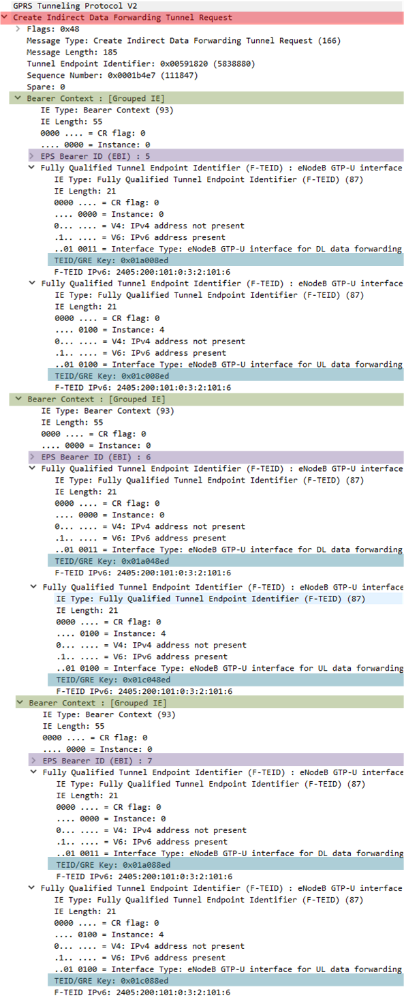 GPRS Tunneling Protocol V2
Create Indirect Data Forwarding Tunnel Request
Flags: 0x48
Message Type: Create Indirect Data Forwarding Tunnel Request (166)
Message Length: 185
Tunnel Endpoint Identifier: 0x00591820 (5838880)
Sequence Number: 0x0001b4e7 (111847)
Spare: 0
Bearer Context : [Grouped IE]
IE Type: Bearer Context (93)
IE Length: 55
0000 .... = CR flag: 0
.... 0000 = Instance: 0
EPS Bearer ID (EBI) : 5
Fully Qualified Tunnel Endpoint Identifier (F-TEID) : eNodeB GTP-U interface
IE Type: Fully Qualified Tunnel Endpoint Identifier (F-TEID) (87)
IE Length: 21
0000 .... = CR flag: 0
.... 0000 = Instance: 0
0... .... = V4: IPv4 address not present
.1.. .... = V6: IPv6 address present
..01 0011 = Interface Type: eNodeB GTP-U interface for DL data forwarding
TEID/GRE Key: 0x01a008ed
F-TEID IPv6: 2405:200:101:0:3:2:101:6
Fully Qualified Tunnel Endpoint Identifier (F-TEID) : eNodeB GTP-U interface
IE Type: Fully Qualified Tunnel Endpoint Identifier (F-TEID) (87)
IE Length: 21
0000 .... = CR flag: 0
.... 0100 = Instance: 4
0... .... = V4: IPv4 address not present
.1.. .... = V6: IPv6 address present
..01 0100 = Interface Type: eNodeB GTP-U interface for UL data forwarding
TEID/GRE Key: 0x01c008ed
F-TEID IPv6: 2405:200:101:0:3:2:101:6
Bearer Context : [Grouped IE]
IE Type: Bearer Context (93)
IE Length: 55
0000 .... = CR flag: 0
.... 0000 = Instance: 0
EPS Bearer ID (EBI) : 6
Fully Qualified Tunnel Endpoint Identifier (F-TEID) : eNodeB GTP-U interface
IE Type: Fully Qualified Tunnel Endpoint Identifier (F-TEID) (87)
IE Length: 21
0000 .... = CR flag: 0
.... 0000 = Instance: 0
0... .... = V4: IPv4 address not present
.1.. .... = V6: IPv6 address present
..01 0011 = Interface Type: eNodeB GTP-U interface for DL data forwarding
TEID/GRE Key: 0x01a048ed
F-TEID IPv6: 2405:200:101:0:3:2:101:6
Fully Qualified Tunnel Endpoint Identifier (F-TEID) : eNodeB GTP-U interface
IE Type: Fully Qualified Tunnel Endpoint Identifier (F-TEID) (87)
IE Length: 21
0000 .... = CR flag: 0
.... 0100 = Instance: 4
0... .... = V4: IPv4 address not present
.1.. .... = V6: IPv6 address present
..01 0100 = Interface Type: eNodeB GTP-U interface for UL data forwarding
TEID/GRE Key: 0x01c048ed
F-TEID IPv6: 2405:200:101:0:3:2:101:6
Bearer Context : [Grouped IE]
IE Type: Bearer Context (93)
IE Length: 55
0000 .... = CR flag: 0
.... 0000 = Instance: 0
EPS Bearer ID (EBI) : 7
Fully Qualified Tunnel Endpoint Identifier (F-TEID) : eNodeB GTP-U interface
IE Type: Fully Qualified Tunnel Endpoint Identifier (F-TEID) (87)
IE Length: 21
0000 .... = CR flag: 0
.... 0000 = Instance: 0
0... .... = V4: IPv4 address not present
.1.. .... = V6: IPv6 address present
..01 0011 = Interface Type: eNodeB GTP-U interface for DL data forwarding
TEID/GRE Key: 0x01a088ed
F-TEID IPv6: 2405:200:101:0:3:2:101:6
Fully Qualified Tunnel Endpoint Identifier (F-TEID) : eNodeB GTP-U interface
IE Type: Fully Qualified Tunnel Endpoint Identifier (F-TEID) (87)
IE Length: 21
0000 .... = CR flag: 0
.... 0100 = Instance: 4
0... .... = V4: IPv4 address not present
.1.. .... = V6: IPv6 address present
..01 0100 = Interface Type: eNodeB GTP-U interface for UL data forwarding
TEID/GRE Key: 0x01c088ed
F-TEID IPv6: 2405:200:101:0:3:2:101:6